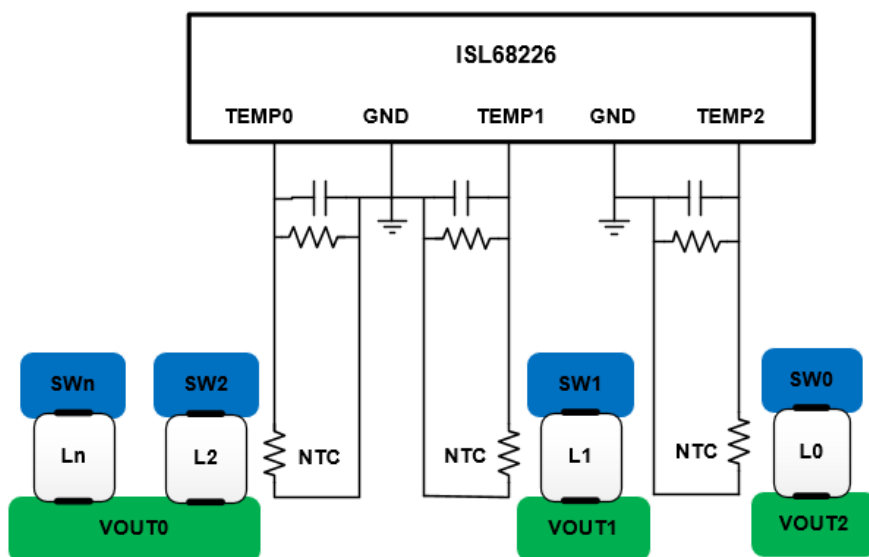 ISL68226
TEMP0 GND TEMP1 GND TEMP2
SWn SW2 SW1 SW0
Ln L2 NTC NTC L1 NTC L0
VOUT0 VOUT1 VOUT2